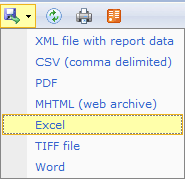 XML file with report data
CSV (comma delimited)
PDF
MHTML (web archive)
Excel
TIFF file
Word